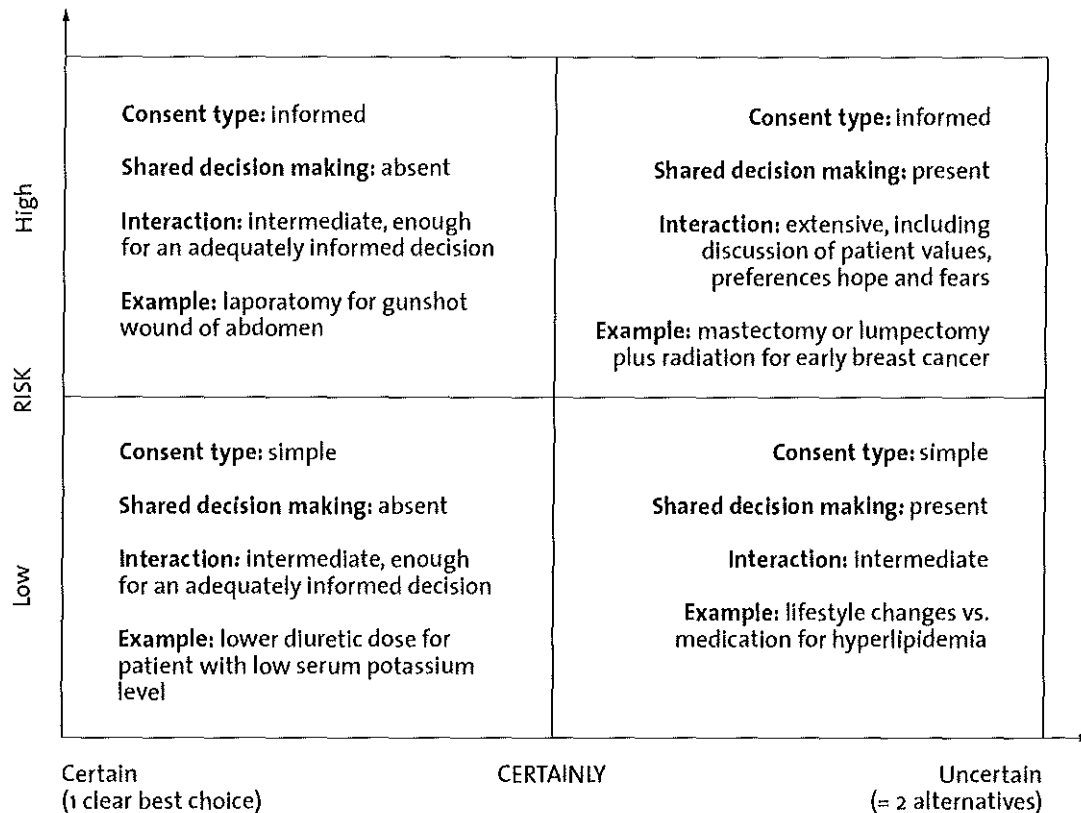 High
RISK
Low
Consent type: informed
Shared decision making: absent
Interaction: intermediate, enough
for an adequately informed decision
Example: laporatomy for gunshot
wound of abdomen
Consent type: informed
Shared decision making: present
Interaction: extensive, including
discussion of patient values,
preferences hope and fears
Example: mastectomy or lumpectomy
plus radiation for early breast cancer
Consent type: simple
Shared decision making: absent
Interaction: intermediate, enough
for an adequately informed decision
Example: lower diuretic dose for
patient with low serum potassium
level
Consent type: simple
Shared decision making: present
Interaction: intermediate
Example: lifestyle changes vs.
medication for hyperlipidemia
Certain
(1 clear best choice)
CERTAINLY
Uncertain
(= 2 alternatives)